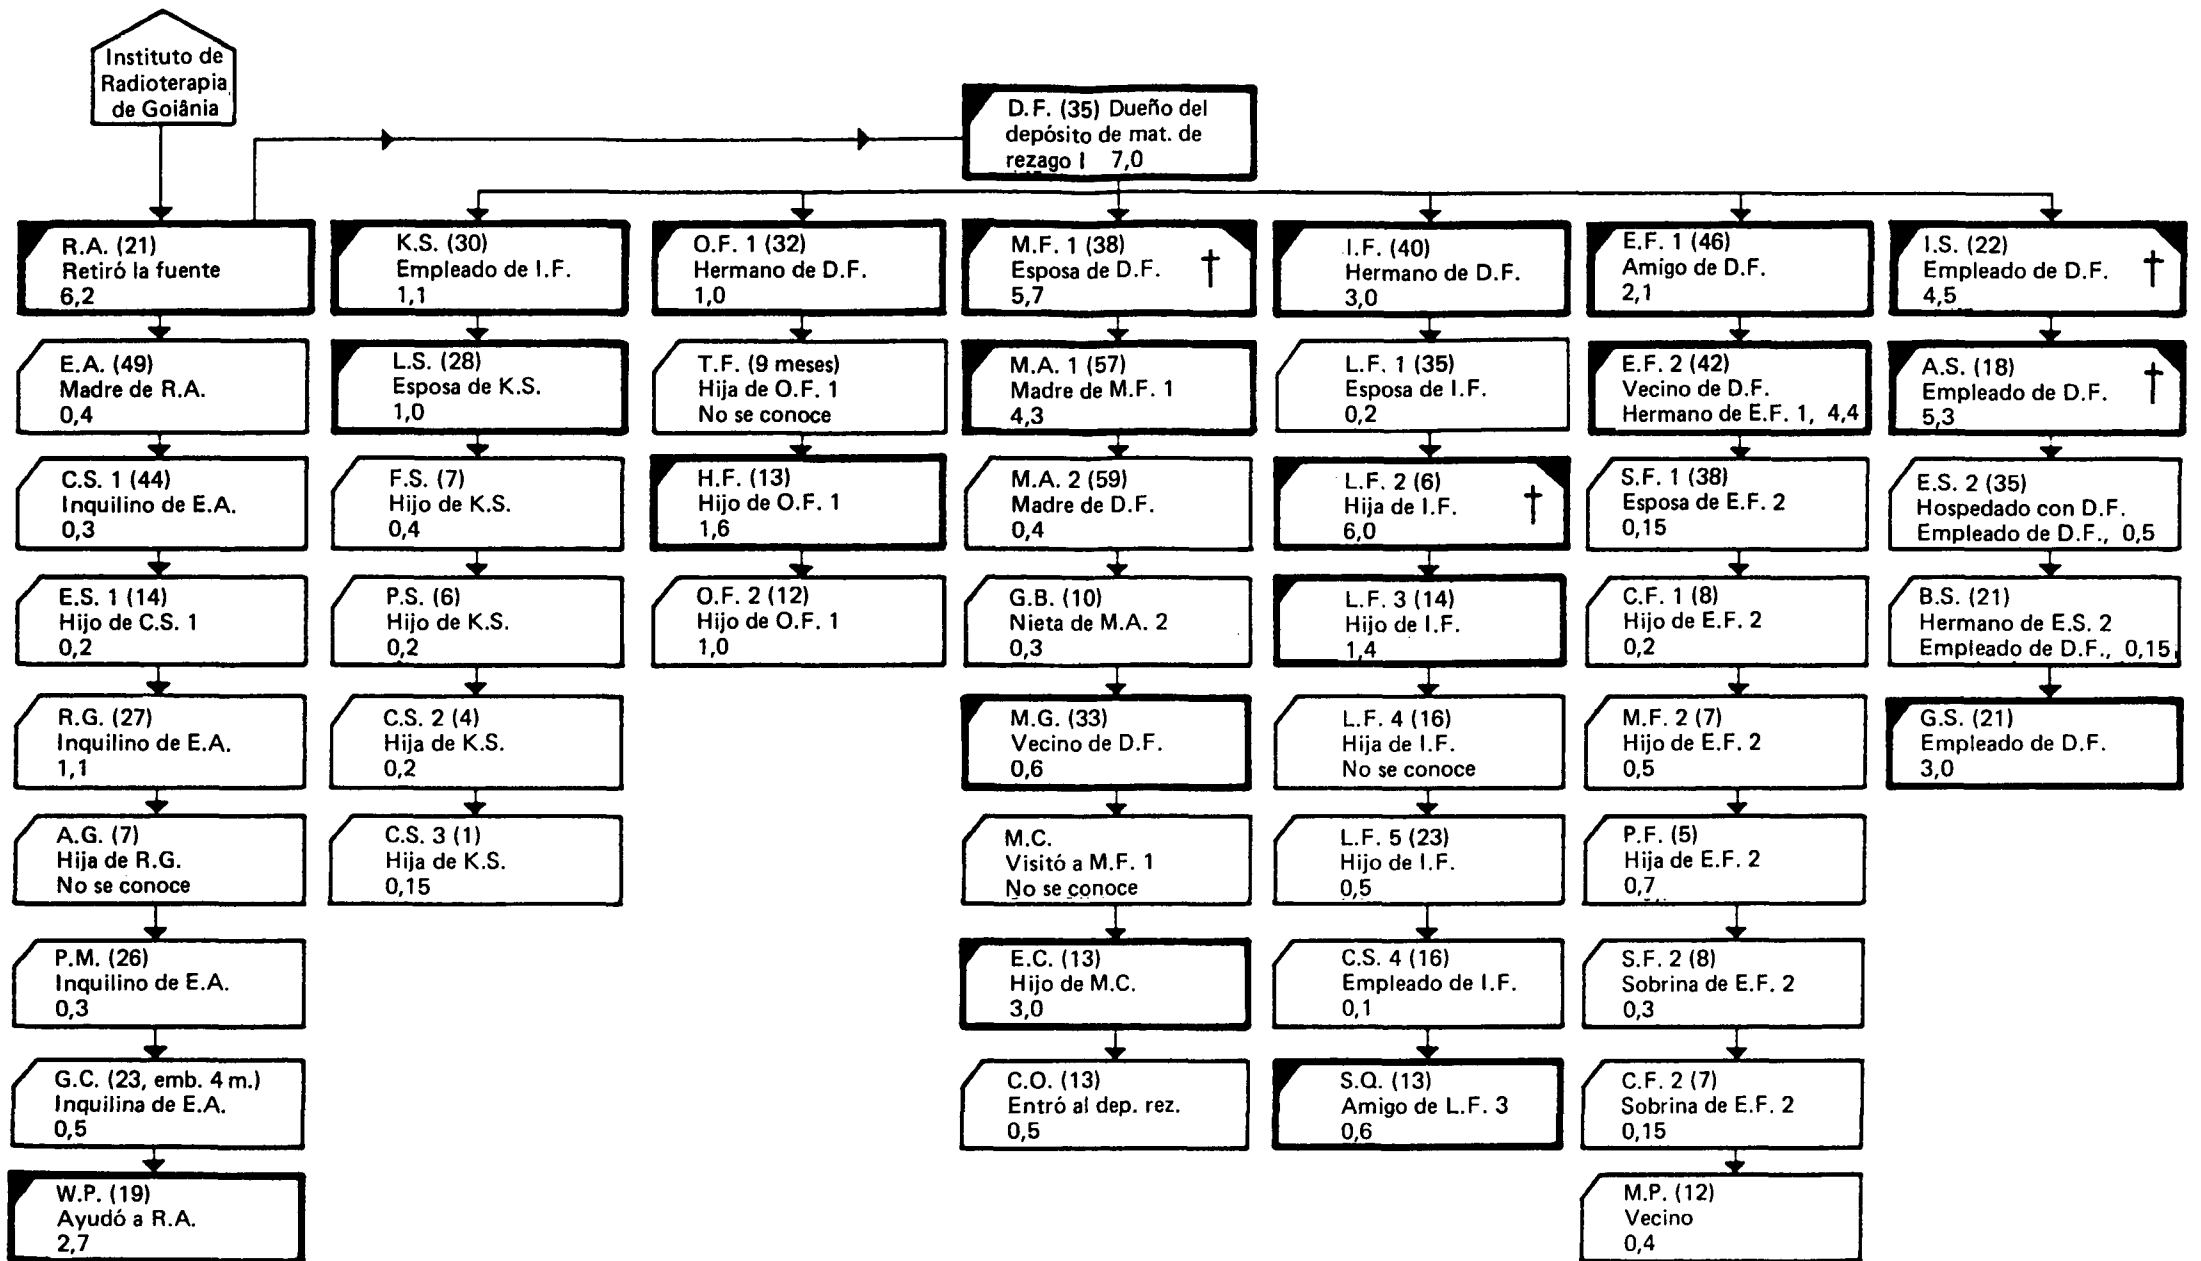 Instituto de
Radioterapia
de Goiânia
D.F. (35) Dueño del
depósito de mat. de
rezago I 7,0
R.A. (21)
Retiró la fuente
6,2
E.A. (49)
Madre de R.A.
0,4
C.S. 1 (44)
Inquilino de E.A.
0,3
E.S. 1 (14)
Hijo de C.S. 1
0,2
R.G. (27)
Inquilino de E.A.
1,1
A.G. (7)
Hija de R.G.
No se conoce
P.M. (26)
Inquilino de E.A.
0,3
G.C. (23, emb. 4 m.)
Inquilina de E.A.
0,5
W.P. (19)
Ayudó a R.A.
2,7
K.S. (30)
Empleado de I.F.
1,1
L.S. (28)
Esposa de K.S.
1,0
F.S. (7)
Hijo de K.S.
0,4
P.S. (6)
Hijo de K.S.
0,2
C.S. 2 (4)
Hija de K.S.
0,2
C.S. 3 (1)
Hija de K.S.
0,15
O.F. 1 (32)
Hermano de D.F.
1,0
T.F. (9 meses)
Hija de O.F. 1
No se conoce
H.F. (13)
Hijo de O.F. 1
1,6
O.F. 2 (12)
Hijo de O.F. 1
1,0
M.F. 1 (38)
Esposa de D.F. †
5,7
M.A. 1 (57)
Madre de M.F. 1
4,3
M.A. 2 (59)
Madre de D.F.
0,4
G.B. (10)
Nieta de M.A. 2
0,3
M.G. (33)
Vecino de D.F.
0,6
M.C.
Visitó a M.F. 1
No se conoce
E.C. (13)
Hijo de M.C.
3,0
C.O. (13)
Entró al dep. rez.
0,5
I.F. (40)
Hermano de D.F.
3,0
L.F. 1 (35)
Esposa de I.F.
0,2
L.F. 2 (6)
Hija de I.F. †
6,0
L.F. 3 (14)
Hijo de I.F.
1,4
L.F. 4 (16)
Hija de I.F.
No se conoce
L.F. 5 (23)
Hijo de I.F.
0,5
C.S. 4 (16)
Empleado de I.F.
0,1
S.Q. (13)
Amigo de L.F. 3
0,6
E.F. 1 (46)
Amigo de D.F.
2,1
E.F. 2 (42)
Vecino de D.F.
Hermano de E.F. 1, 4,4
S.F. 1 (38)
Esposa de E.F. 2
0,15
C.F. 1 (8)
Hijo de E.F. 2
0,2
M.F. 2 (7)
Hijo de E.F. 2
0,5
P.F. (5)
Hija de E.F. 2
0,7
S.F. 2 (8)
Sobrina de E.F. 2
0,3
C.F. 2 (7)
Sobrina de E.F. 2
0,15
M.P. (12)
Vecino
0,4
I.S. (22)
Empleado de D.F. †
4,5
A.S. (18)
Empleado de D.F. †
5,3
E.S. 2 (35)
Hospedado con D.F.
Empleado de D.F., 0,5
B.S. (21)
Hermano de E.S. 2
Empleado de D.F., 0,15
G.S. (21)
Empleado de D.F.
3,0